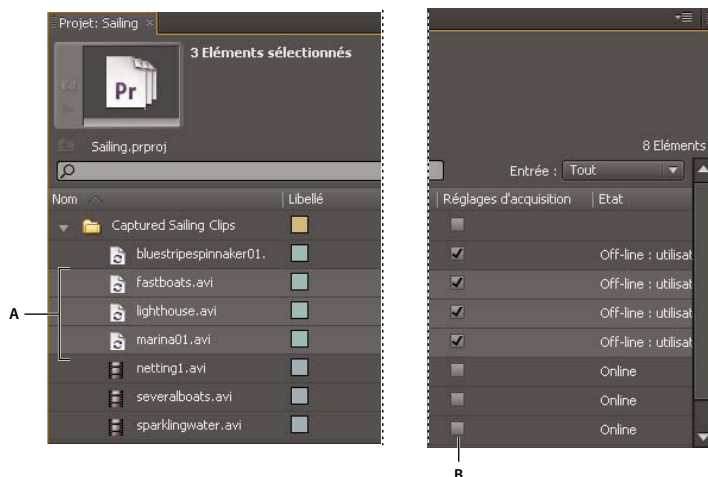 Projet: Sailing ×
3 Eléments sélectionnés
Pr
Sailing.prproj
8 Eléments
Entrée : Tout
Nom Libellé Réglages d'acquisition Etat
Captured Sailing Clips
bluestripespinnaker01. Off-line : utilisat
fastboats.avi Off-line : utilisat
A lighthouse.avi Off-line : utilisat
marina01.avi Off-line : utilisat
netting1.avi Online
severalboats.avi Online
sparklingwater.avi Online
B